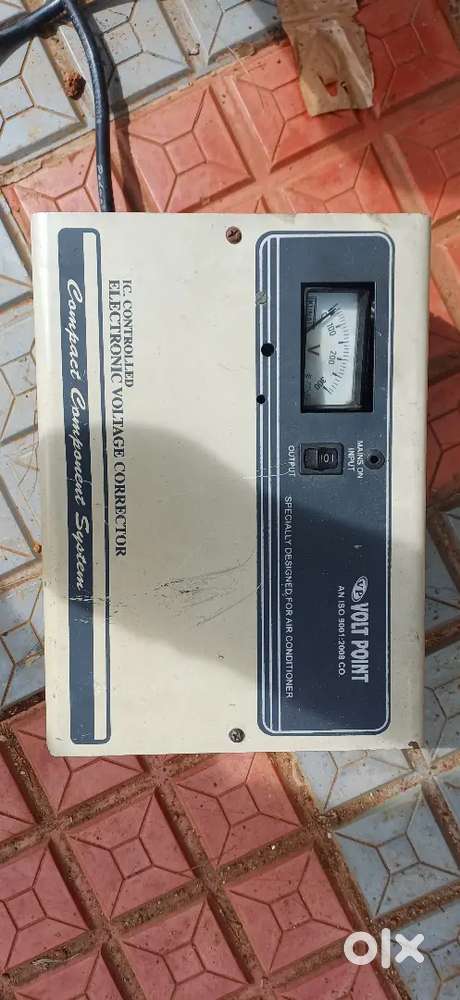 VP VOLT POINT
AN ISO 9001:2008 CO.
MAINS ON
INPUT
OUTPUT
100
200
300
V
SPECIALLY DESIGNED FOR AIR CONDITIONER
IC. CONTROLLED
ELECTRONIC VOLTAGE CORRECTOR
Compact Component System
olx